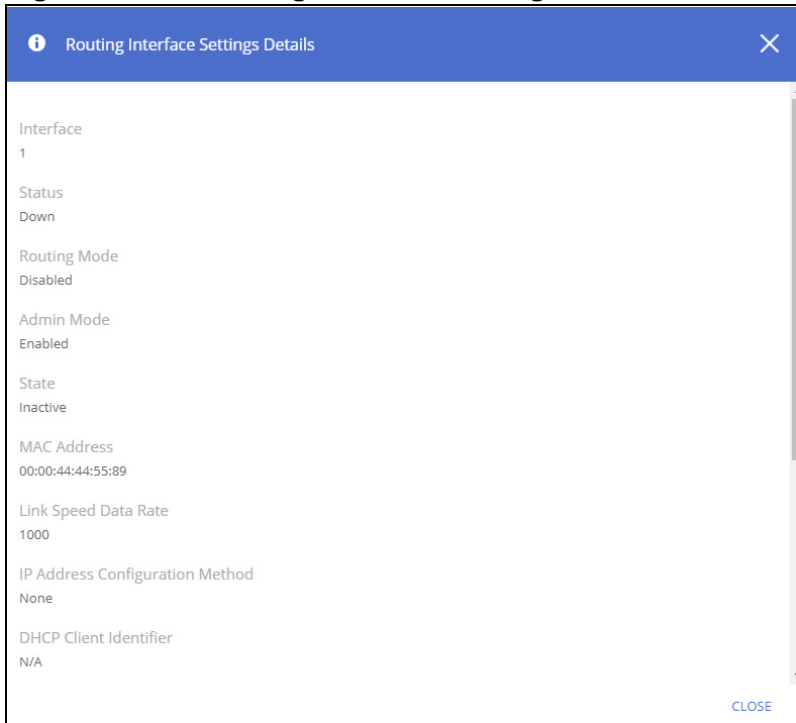 Routing Interface Settings Details
Interface
1
Status
Down
Routing Mode
Disabled
Admin Mode
Enabled
State
Inactive
MAC Address
00:00:44:44:55:89
Link Speed Data Rate
1000
IP Address Configuration Method
None
DHCP Client Identifier
N/A
CLOSE